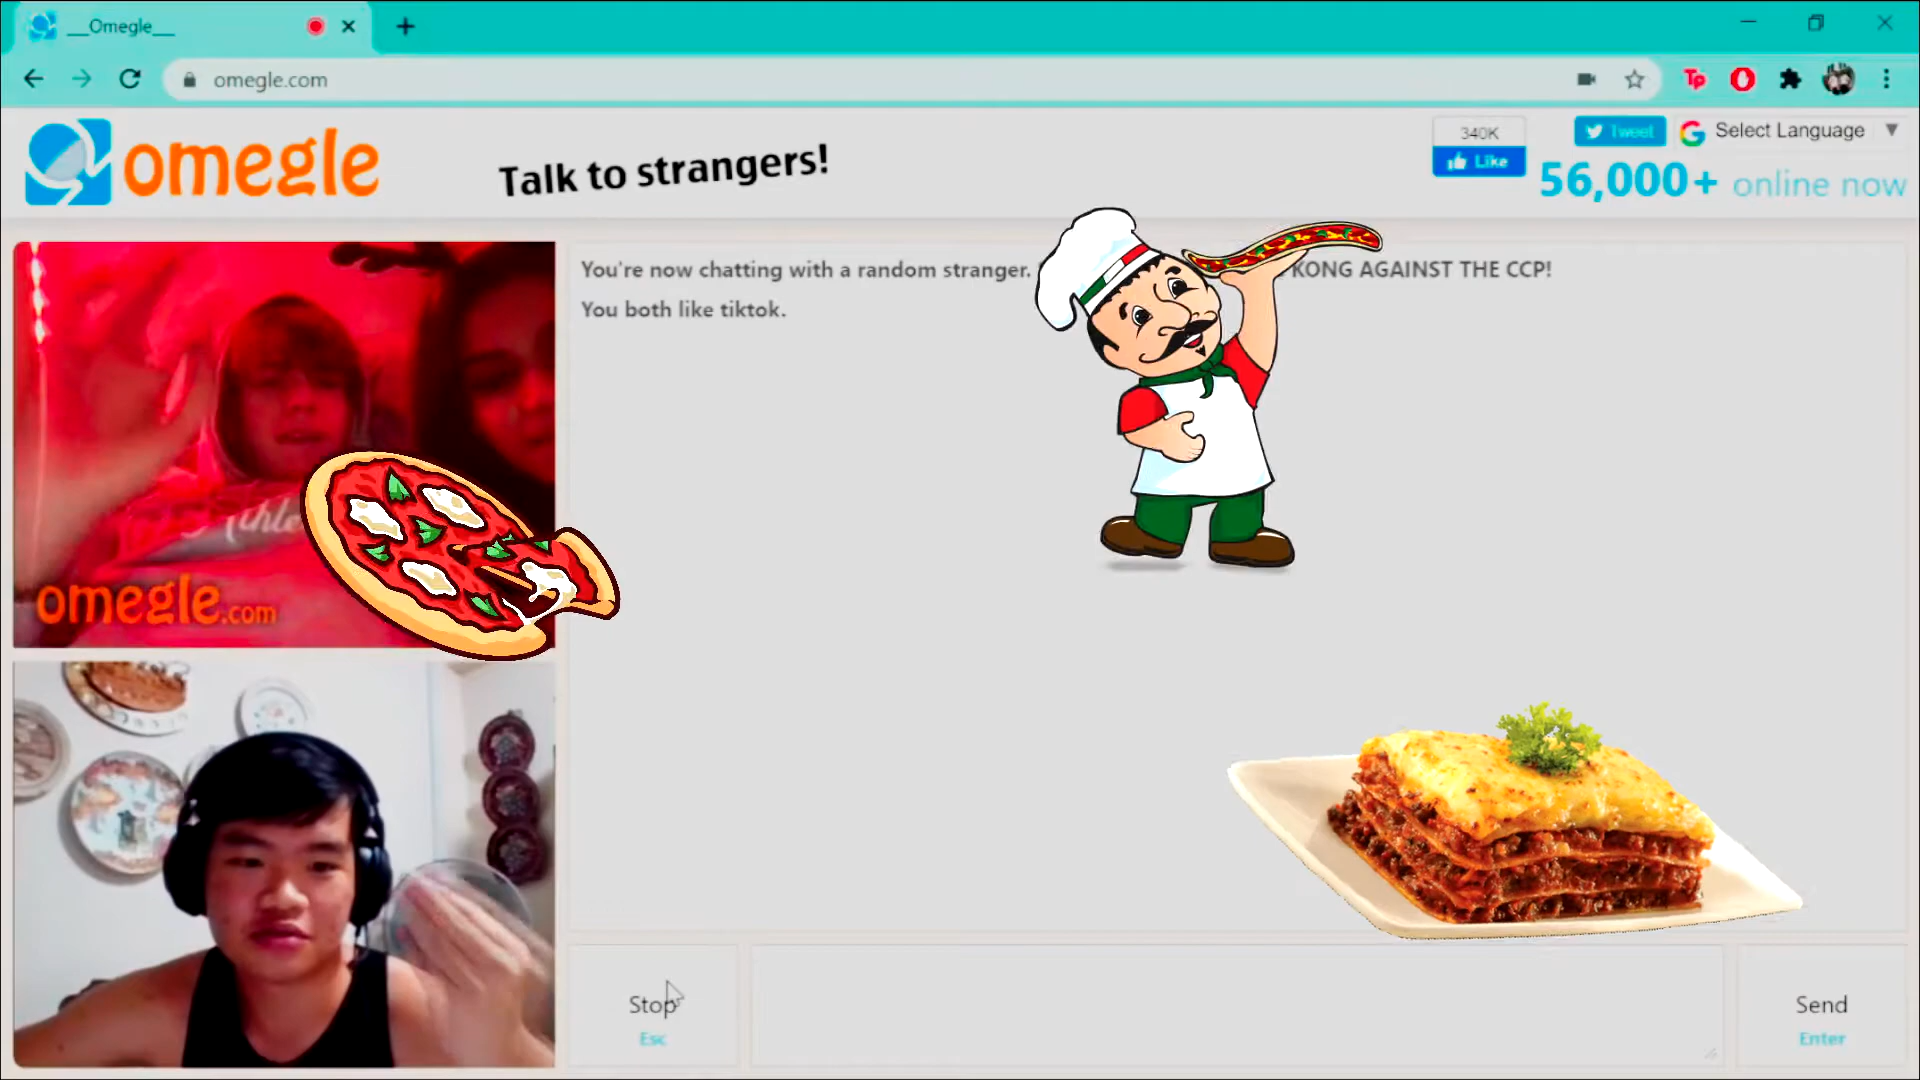 __Omegle__
omegle.com
omegle
Talk to strangers!
340K
Like
Tweet
Select Language
56,000+ online now
You're now chatting with a random stranger.
KONG AGAINST THE CCP!
You both like tiktok.
omegle.com
Stop
Esc
Send
Enter